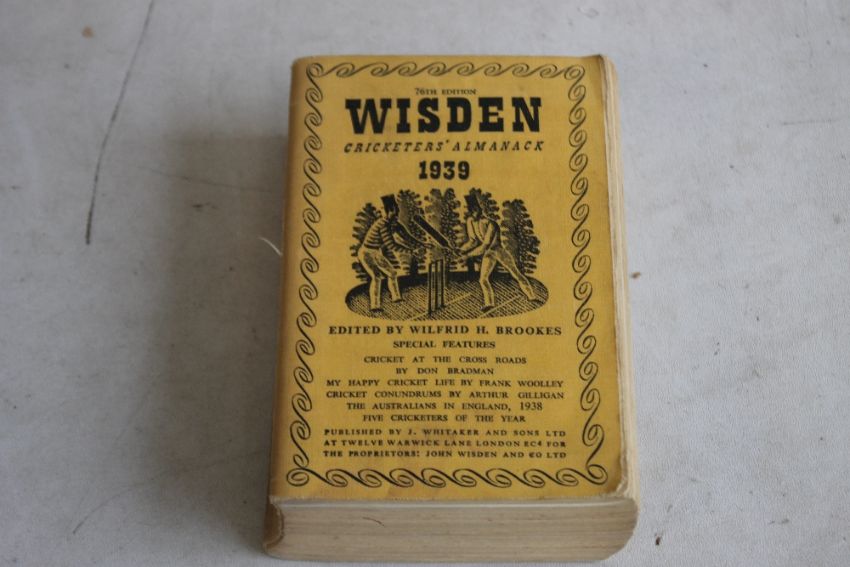 76TH EDITION
WISDEN
CRICKETERS' ALMANACK
1939
EDITED BY WILFRID H. BROOKES
SPECIAL FEATURES
CRICKET AT THE CROSS ROADS
BY DON BRADMAN
MY HAPPY CRICKET LIFE BY FRANK WOOLLEY
CRICKET CONUNDRUMS BY ARTHUR GILLIGAN
THE AUSTRALIANS IN ENGLAND, 1938
FIVE CRICKETERS OF THE YEAR
PUBLISHED BY J. WHITAKER AND SONS LTD
AT TWELVE WARWICK LANE LONDON EC4 FOR
THE PROPRIETORS: JOHN WISDEN AND CO LTD